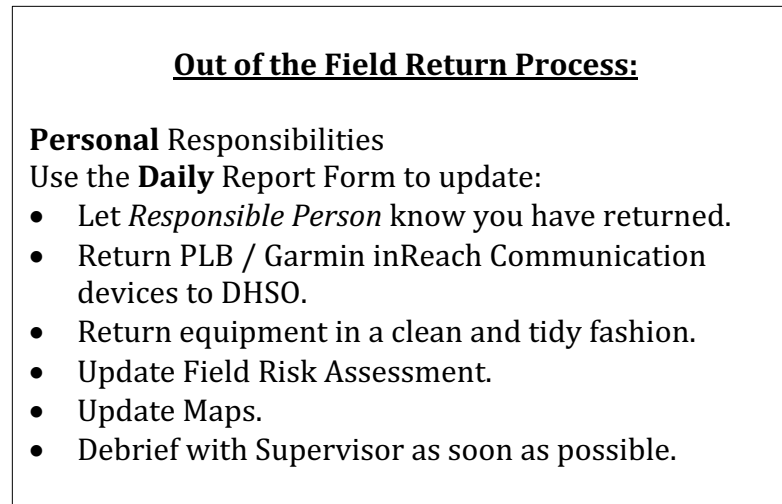 Out of the Field Return Process:
Personal Responsibilities
Use the Daily Report Form to update:
• Let Responsible Person know you have returned.
• Return PLB / Garmin inReach Communication
devices to DHSO.
• Return equipment in a clean and tidy fashion.
• Update Field Risk Assessment.
• Update Maps.
• Debrief with Supervisor as soon as possible.